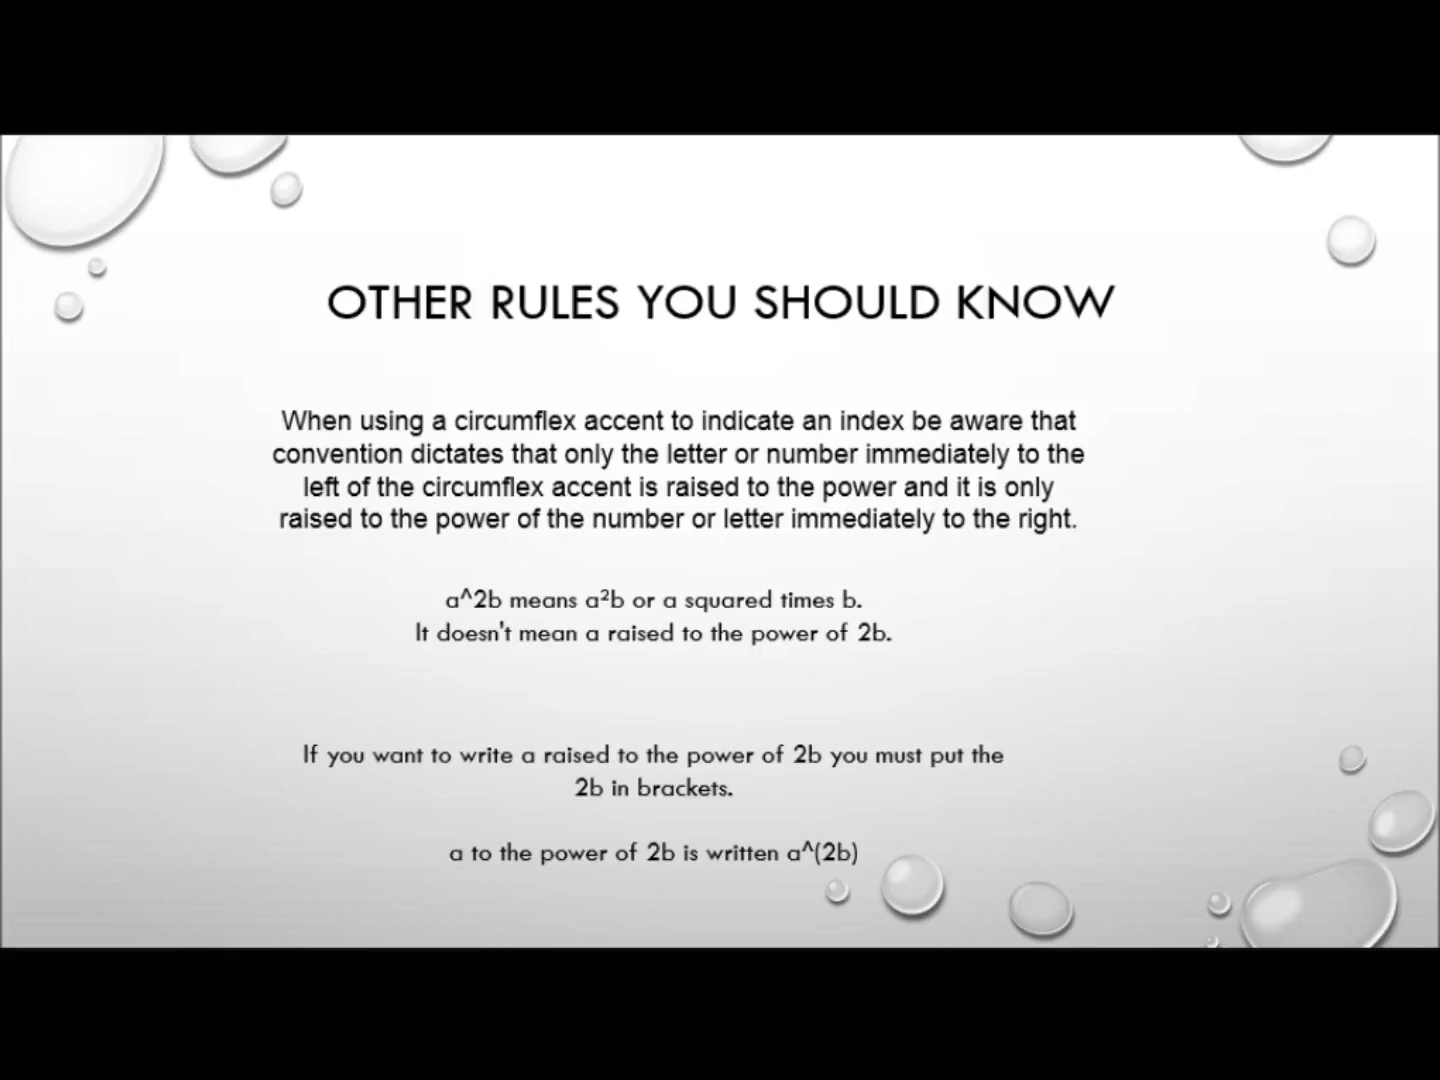 OTHER RULES YOU SHOULD KNOW
When using a circumflex accent to indicate an index be aware that
convention dictates that only the letter or number immediately to the
left of the circumflex accent is raised to the power and it is only
raised to the power of the number or letter immediately to the right.
a^2b means a²b or a squared times b.
It doesn't mean a raised to the power of 2b.
If you want to write a raised to the power of 2b you must put the
2b in brackets.
a to the power of 2b is written a^(2b)